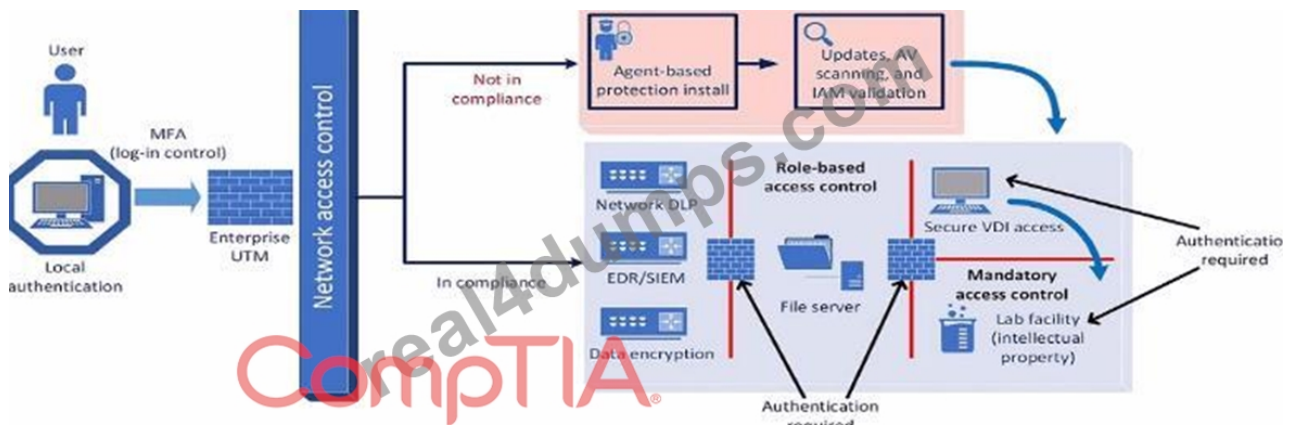 User
MFA
(log-in control)
Local
authentication
Enterprise
UTM
Network access control
Not in
compliance
In compliance
Agent-based
protection install
Updates, AV
scanning, and
IAM validation
Network DLP
EDR/SIEM
Data encryption
Role-based
access control
File server
Secure VDI access
Mandatory
access control
Lab facility
(intellectual
property)
Authenticatio
required
Authentication
required
real4dumps.com
CompTIA®